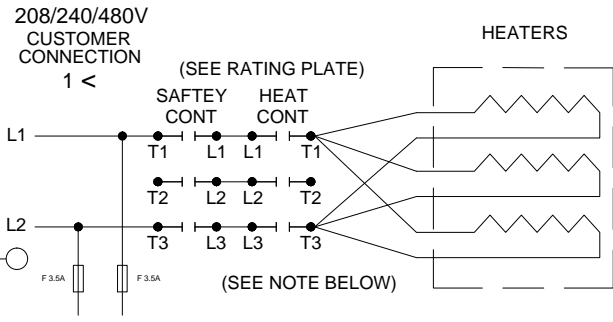 208/240/480V
CUSTOMER
CONNECTION
1 <
HEATERS
(SEE RATING PLATE)
SAFTEY
CONT
HEAT
CONT
L1
T1 L1 L1 T1
T2 L2 L2 T2
L2
T3 L3 L3 T3
F 3.5A F 3.5A
(SEE NOTE BELOW)